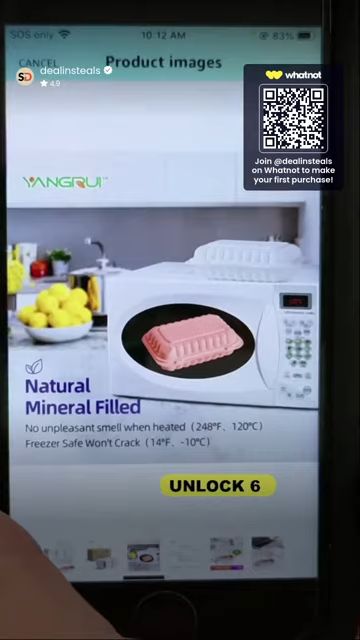 SOS only 10:12 AM 83%
CANCEL Product images
dealinsteals
4.9
whatnot
Join @dealinsteals
on Whatnot to make
your first purchase!
YANGRUI
Natural
Mineral Filled
No unpleasant smell when heated (248°F、120°C)
Freezer Safe Won't Crack (14°F、-10°C)
UNLOCK 6